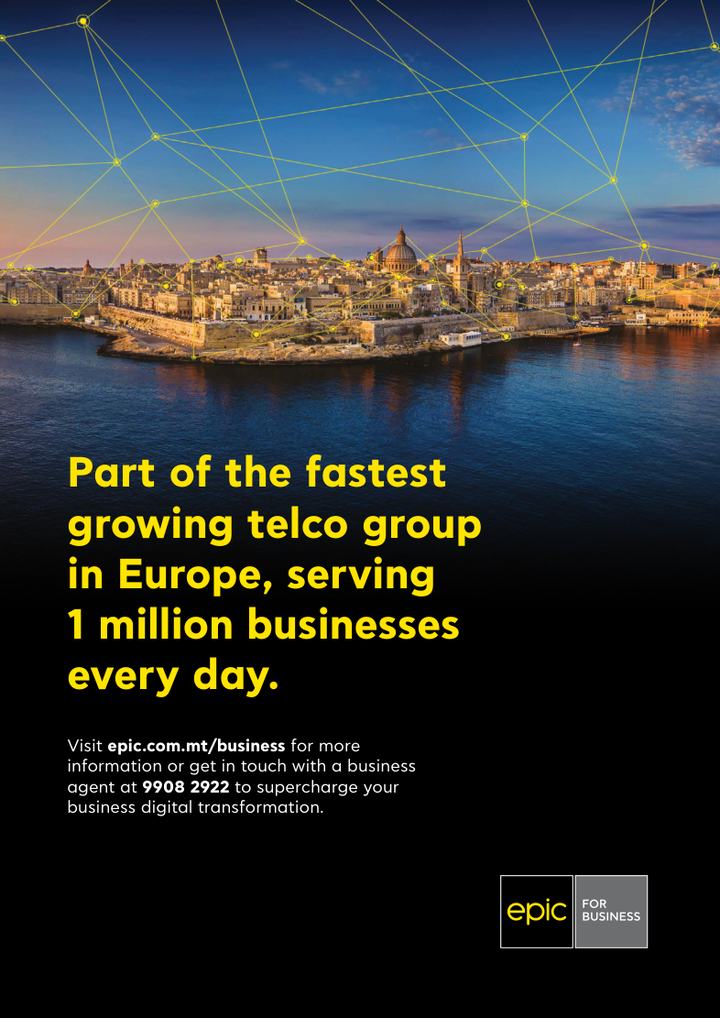 Part of the fastest
growing telco group
in Europe, serving
1 million businesses
every day.
Visit epic.com.mt/business for more
information or get in touch with a business
agent at 9908 2922 to supercharge your
business digital transformation.
epic
FOR
BUSINESS